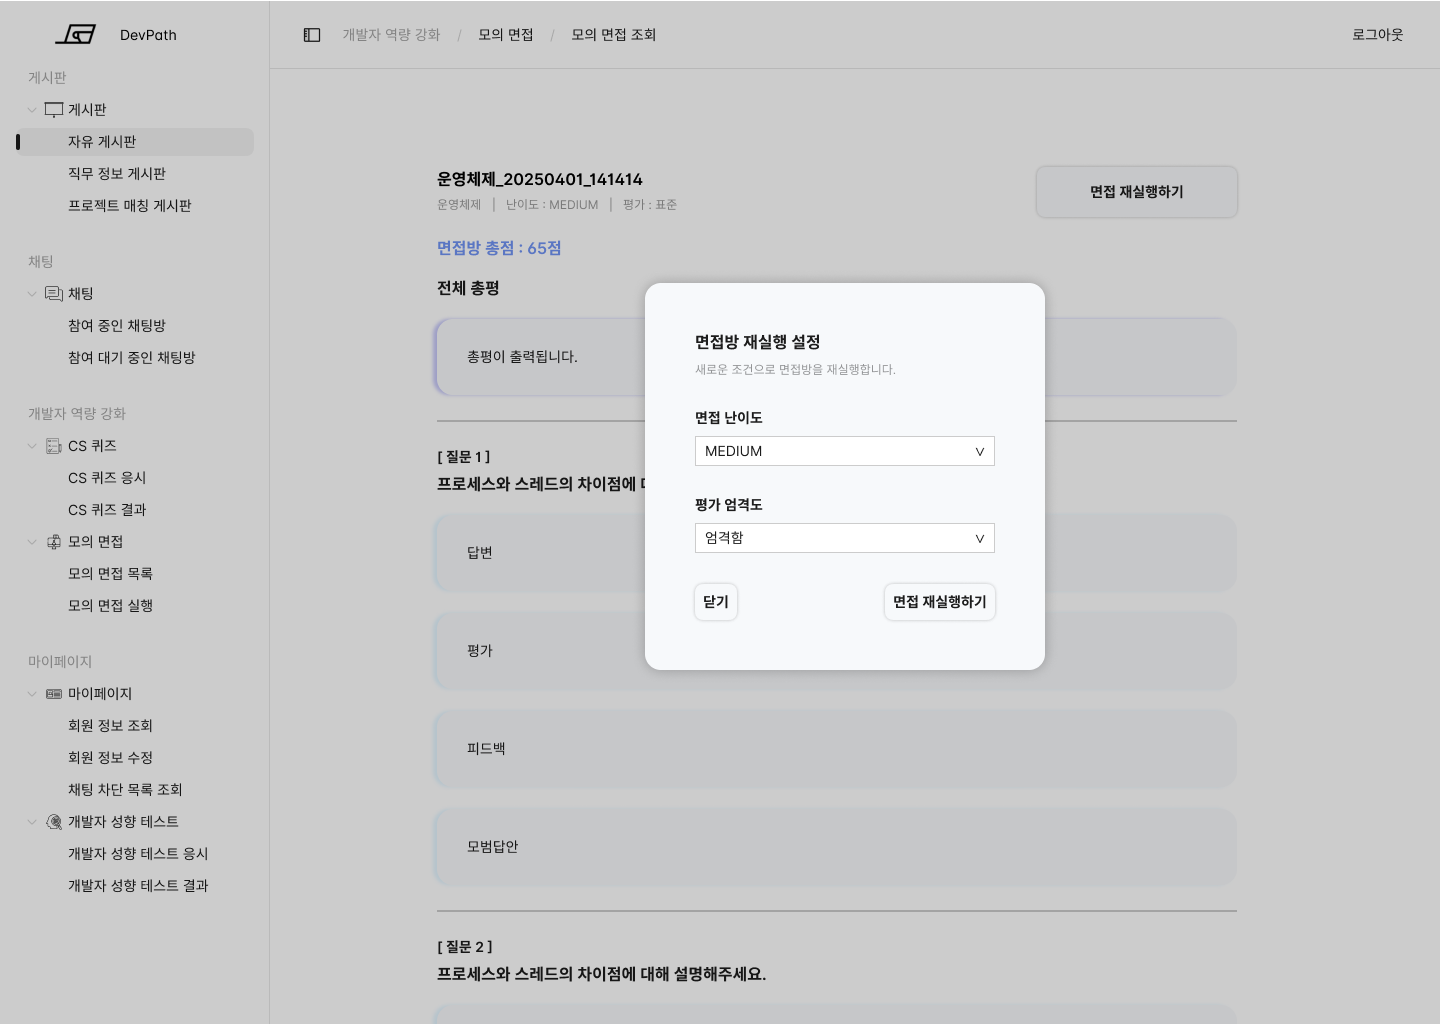 DevPath
게시판
게시판
자유 게시판
직무 정보 게시판
프로젝트 매칭 게시판
채팅
채팅
참여 중인 채팅방
참여 대기 중인 채팅방
개발자 역량 강화
CS 퀴즈
CS 퀴즈 응시
CS 퀴즈 결과
모의 면접
모의 면접 목록
모의 면접 실행
마이페이지
마이페이지
회원 정보 조회
회원 정보 수정
채팅 차단 목록 조회
개발자 성향 테스트
개발자 성향 테스트 응시
개발자 성향 테스트 결과
개발자 역량 강화 / 모의 면접 / 모의 면접 조회
로그아웃
운영체제_20250401_141414
운영체제 | 난이도 : MEDIUM | 평가 : 표준
면접 재실행하기
면접방 총점 : 65점
전체 총평
총평이 출력됩니다.
[ 질문 1 ]
프로세스와 스레드의 차이점에
답변
평가
피드백
모범답안
[ 질문 2 ]
프로세스와 스레드의 차이점에 대해 설명해주세요.
면접방 재실행 설정
새로운 조건으로 면접방을 재실행합니다.
면접 난이도
MEDIUM
평가 엄격도
엄격함
닫기
면접 재실행하기